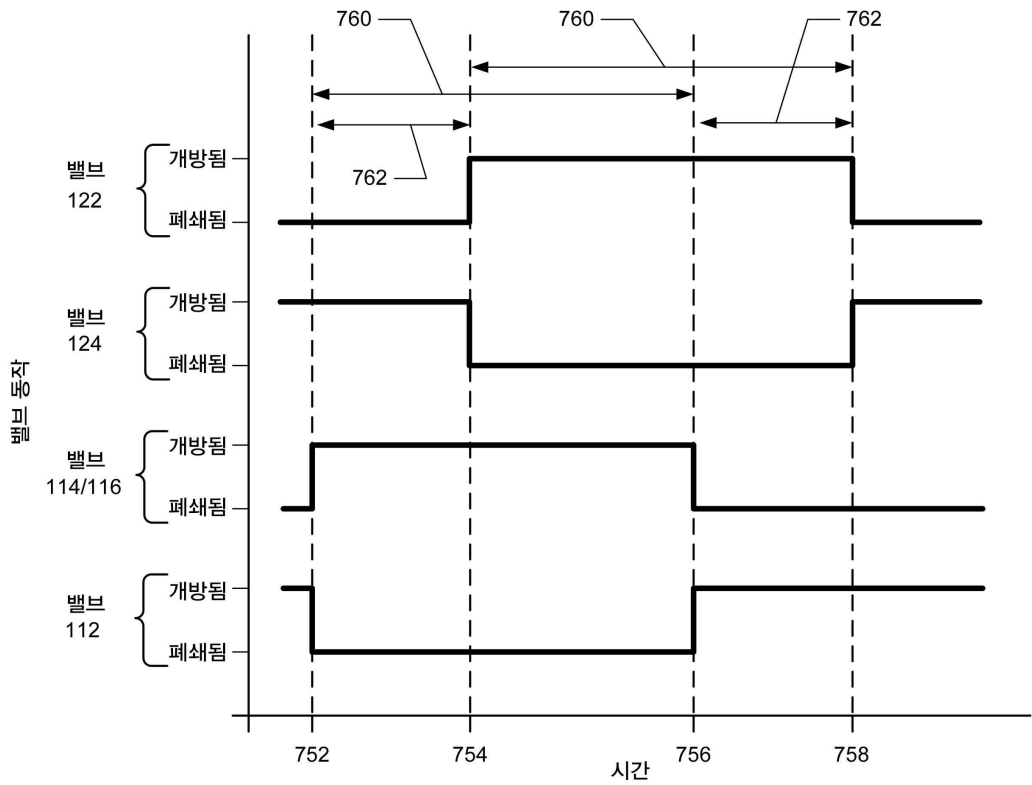 760
760
762
762
밸브
122
개방됨
폐쇄됨
밸브
124
개방됨
폐쇄됨
밸브 동작
밸브
114/116
개방됨
폐쇄됨
밸브
112
개방됨
폐쇄됨
752
754
756
758
시간